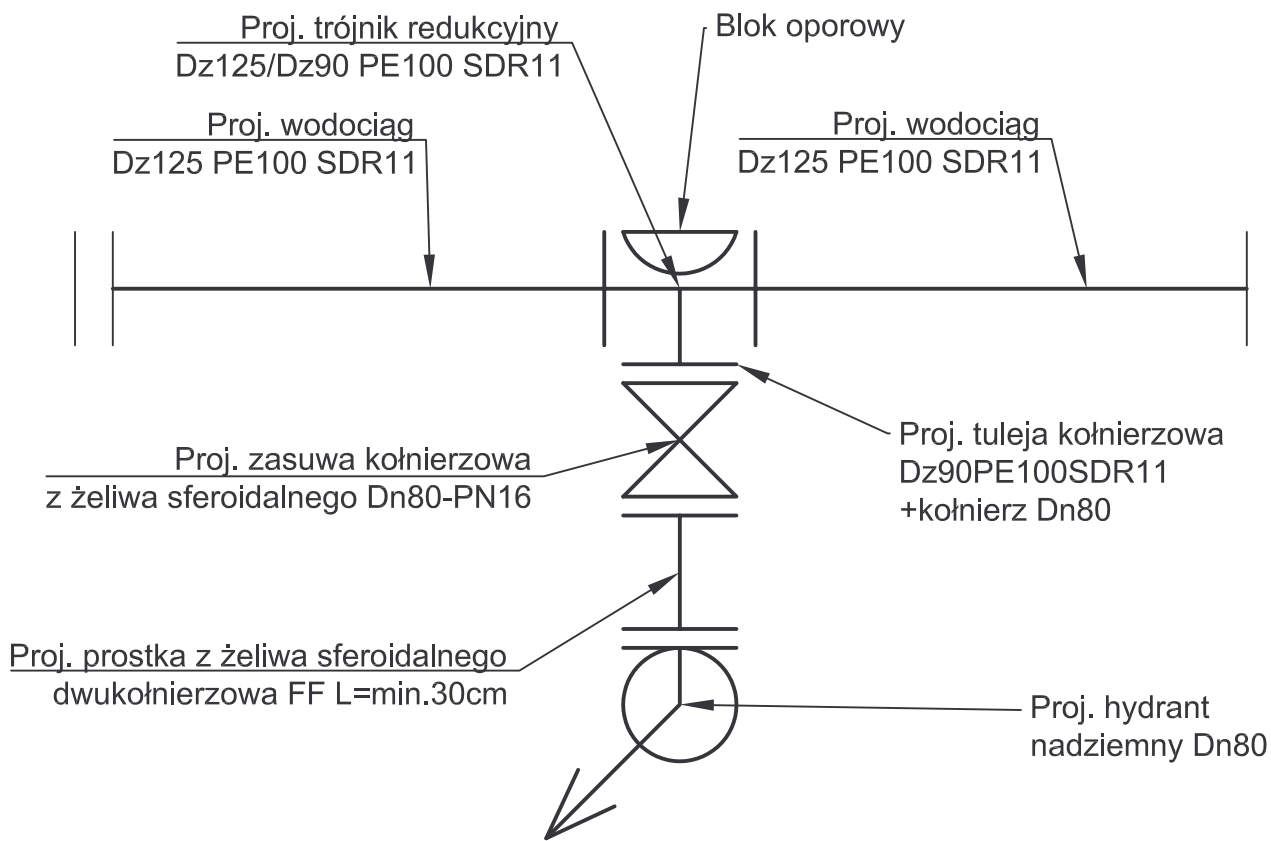 Proj. trójnik redukcyjny
Dz125/Dz90 PE100 SDR11
Blok oporowy
Proj. wodociąg
Dz125 PE100 SDR11
Proj. wodociąg
Dz125 PE100 SDR11
Proj. zasuwa kołnierzowa
z żeliwa sferoidalnego Dn80-PN16
Proj. tuleja kołnierzowa
Dz90PE100SDR11
+kołnierz Dn80
Proj. prostka z żeliwa sferoidalnego
dwukołnierzowa FF L=min.30cm
Proj. hydrant
nadziemny Dn80